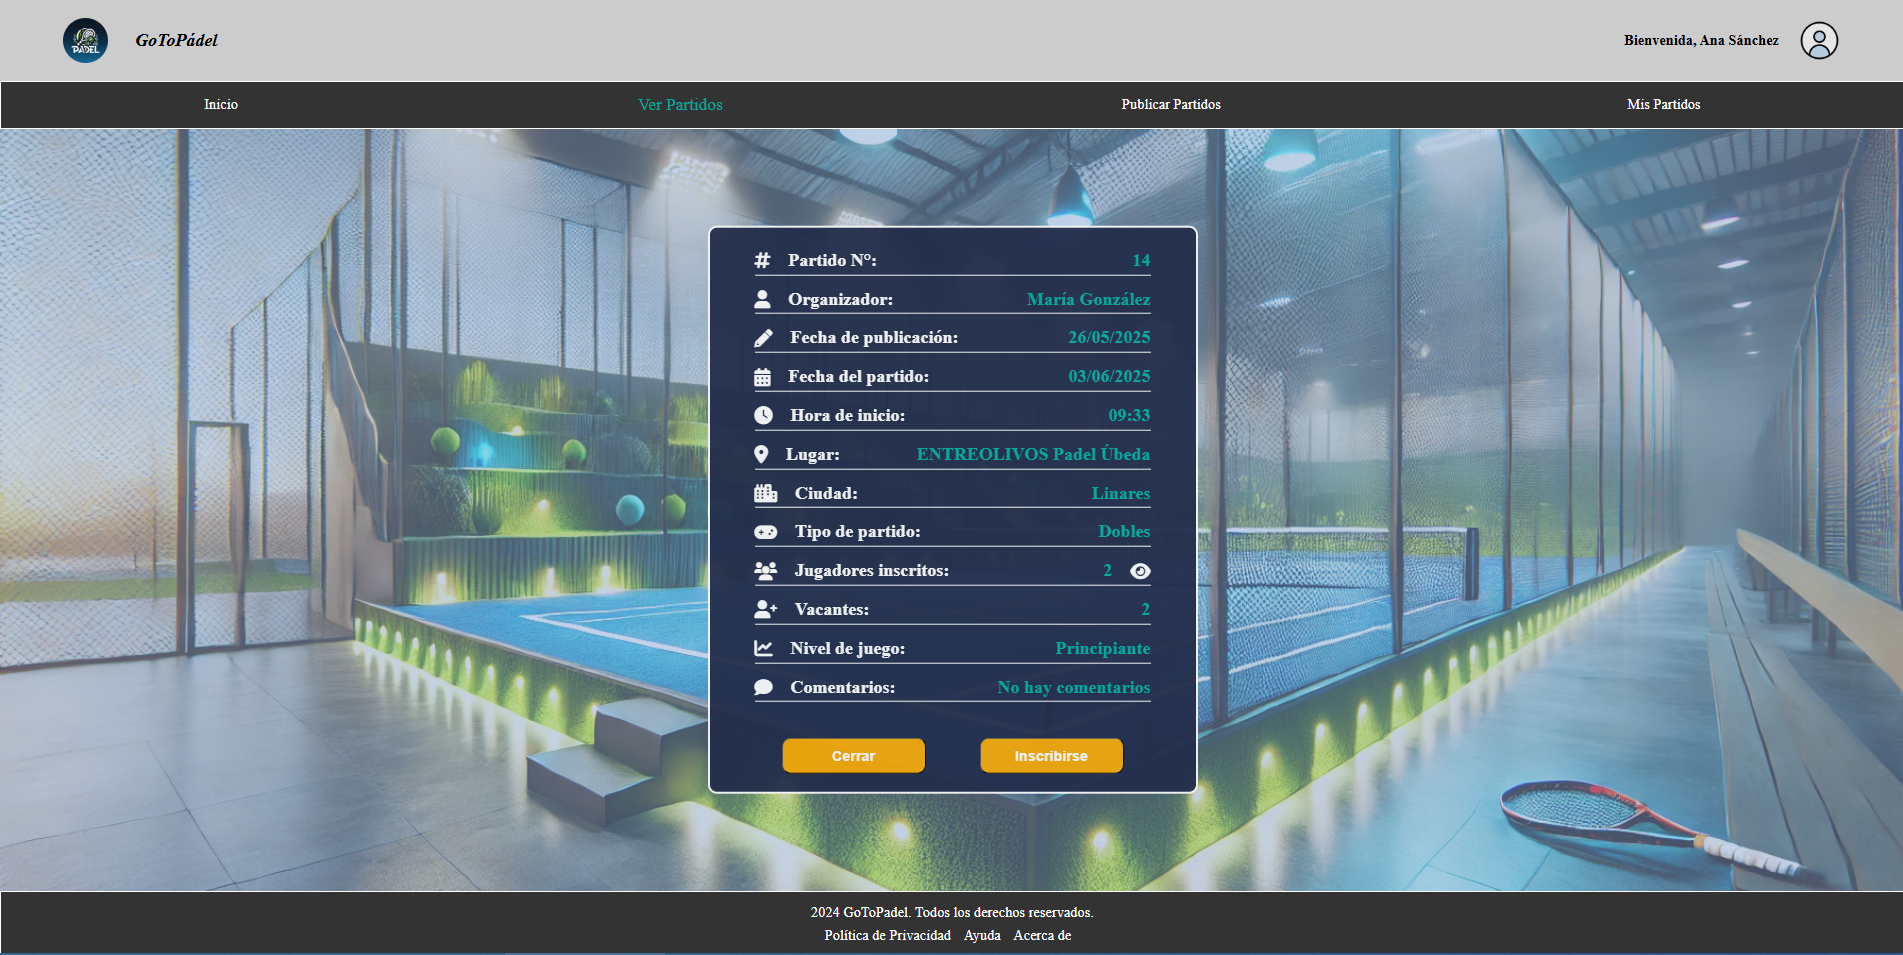 PADEL
GoToPádel
Bienvenida, Ana Sánchez
Inicio
Ver Partidos
Publicar Partidos
Mis Partidos
Partido Nº: 14
Organizador: María González
Fecha de publicación: 26/05/2025
Fecha del partido: 03/06/2025
Hora de inicio: 09:33
Lugar: ENTREOLIVOS Padel Úbeda
Ciudad: Linares
Tipo de partido: Dobles
Jugadores inscritos: 2
Vacantes: 2
Nivel de juego: Principiante
Comentarios: No hay comentarios
Cerrar
Inscribirse
2024 GoToPadel. Todos los derechos reservados.
Política de Privacidad Ayuda Acerca de